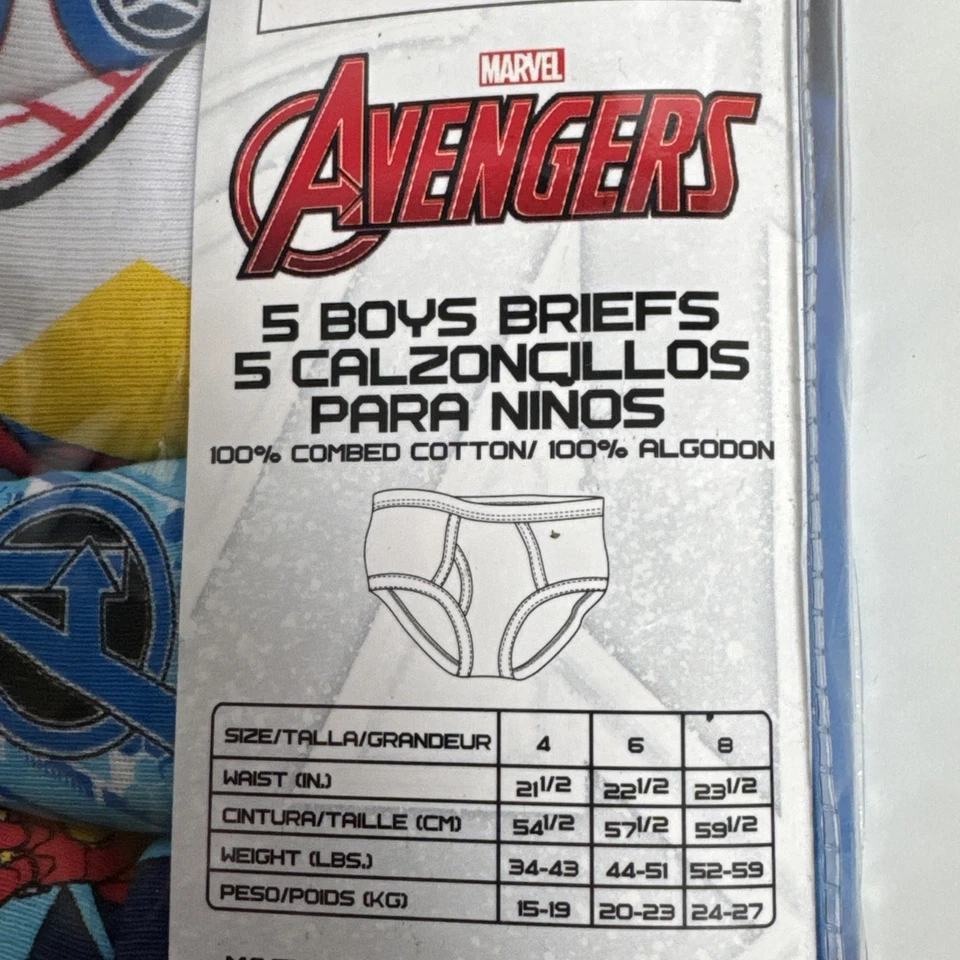 MARVEL
AVENGERS
5 BOYS BRIEFS
5 CALZONCILLOS
PARA NINOS
100% COMBED COTTON/ 100% ALGODON
SIZE/TALLA/GRANDEUR 4 6 8
WAIST (IN.) 21 1/2 22 1/2 23 1/2
CINTURA/TAILLE (CM) 54 1/2 57 1/2 59 1/2
WEIGHT (LBS.) 34-43 44-51 52-59
PESO/POIDS (KG) 15-19 20-23 24-27